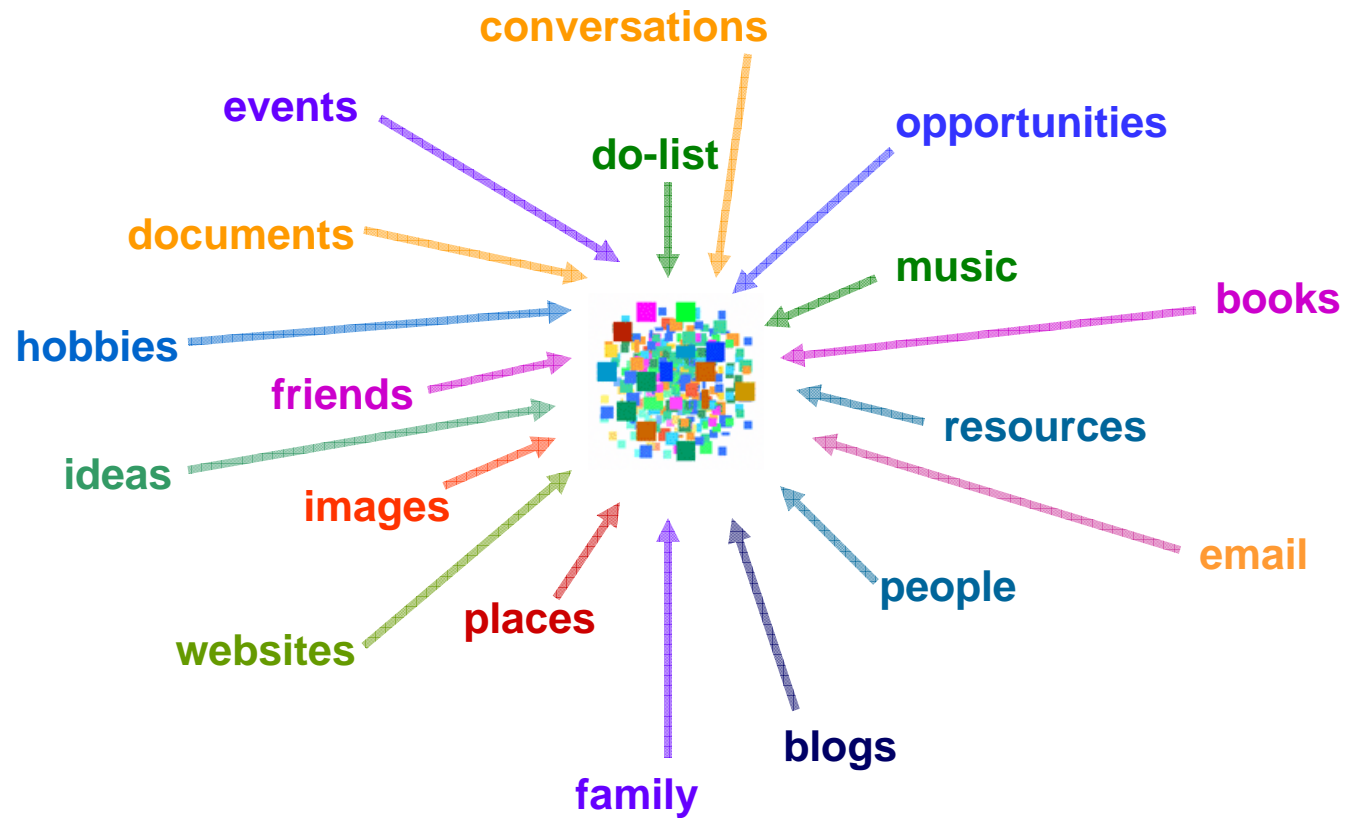 conversations
events
opportunities
do-list
documents
music
books
hobbies
friends
resources
ideas
images
email
people
places
websites
blogs
family